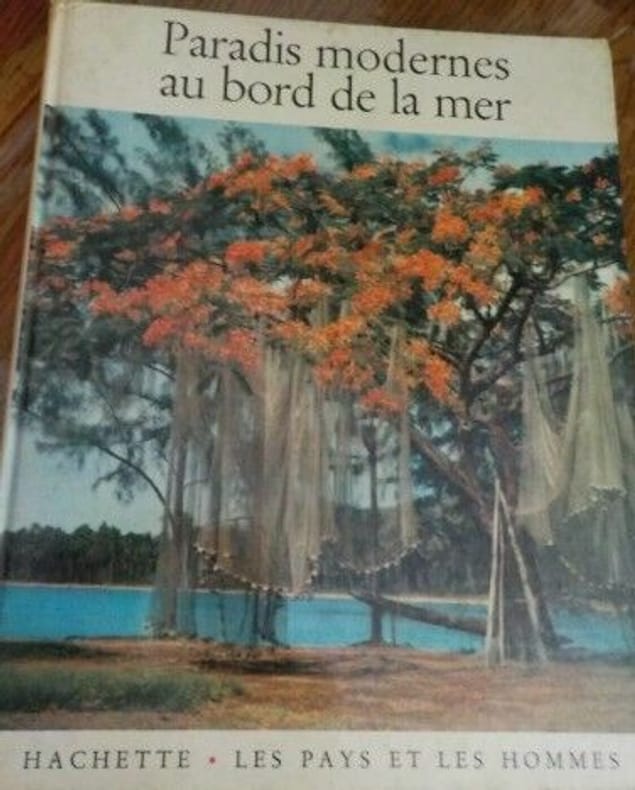 Paradis modernes
au bord de la mer
HACHETTE • LES PAYS ET LES HOMMES